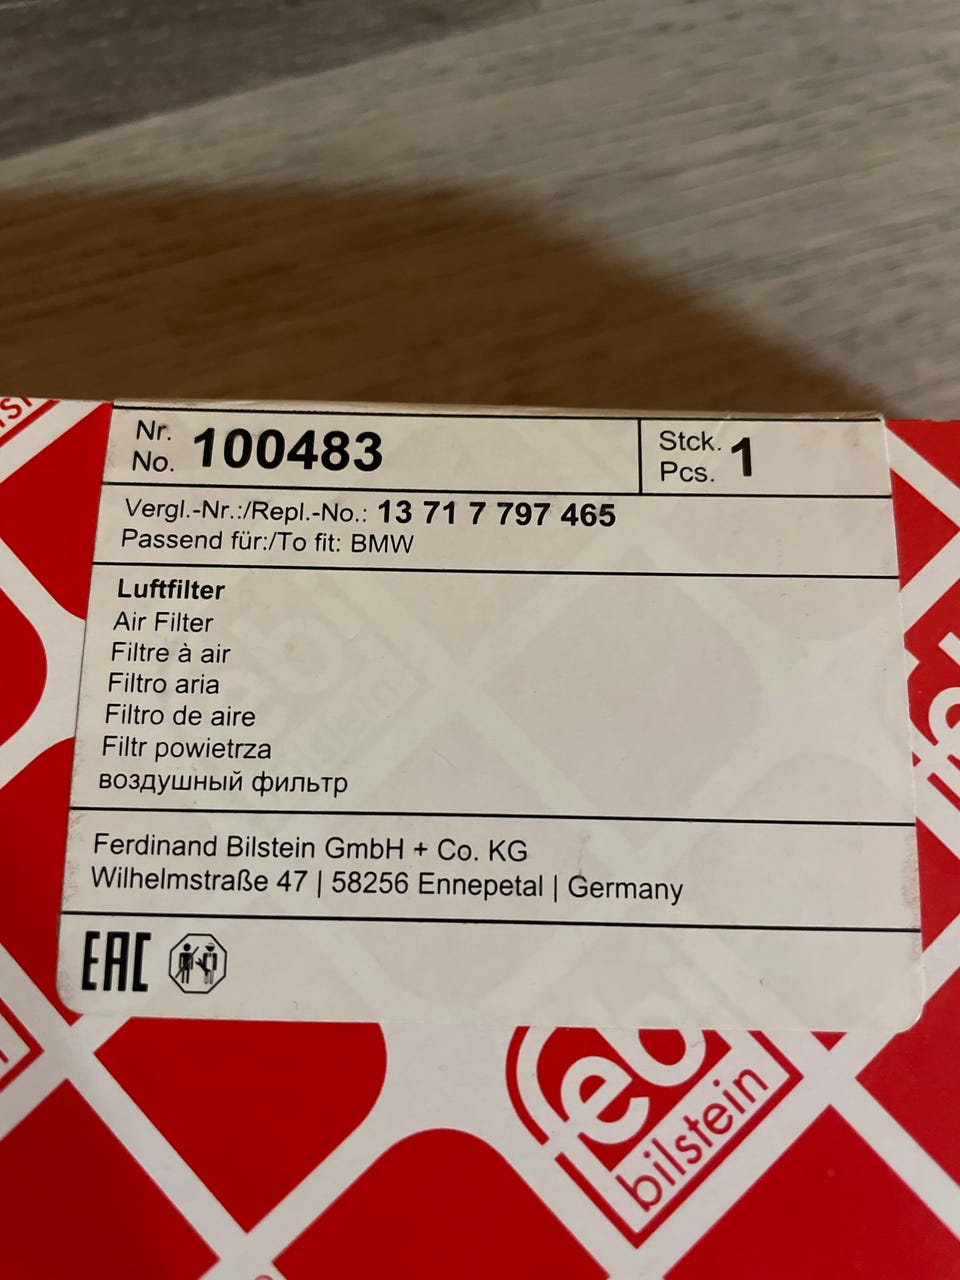 Nr.
No. 100483
Stck.
Pcs. 1
Vergl.-Nr.:/Repl.-No.: 13 71 7 797 465
Passend für:/To fit: BMW
Luftfilter
Air Filter
Filtre à air
Filtro aria
Filtro de aire
Filtr powietrza
воздушный фильтр
Ferdinand Bilstein GmbH + Co. KG
Wilhelmstraße 47 | 58256 Ennepetal | Germany
EAC
febi
bilstein